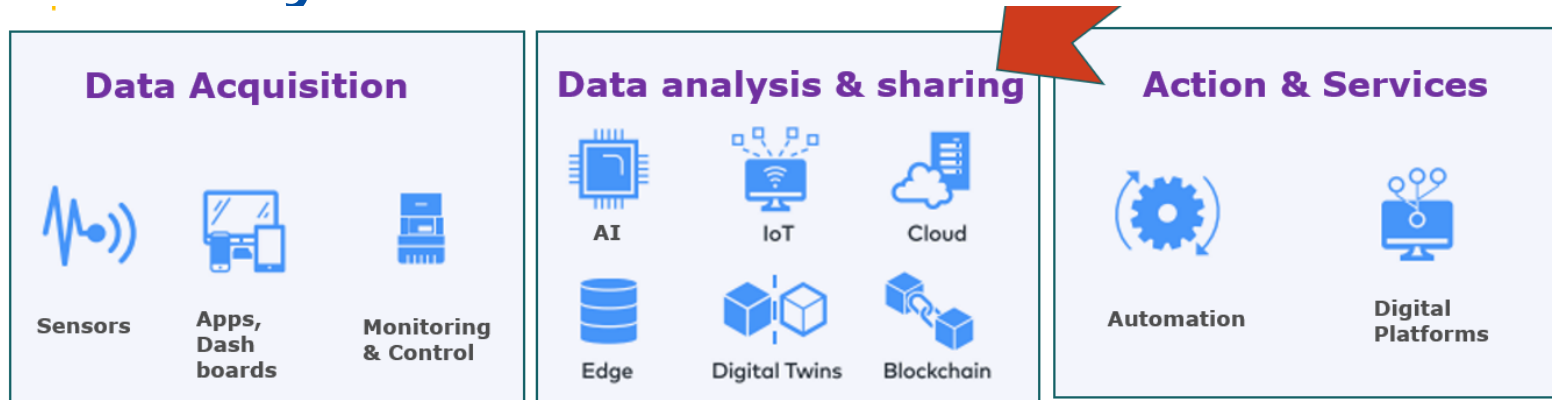 Data Acquisition
Data analysis & sharing
Action & Services
AI
IoT
Cloud
Sensors
Apps,
Dash
boards
Monitoring
& Control
Edge
Digital Twins
Blockchain
Automation
Digital
Platforms